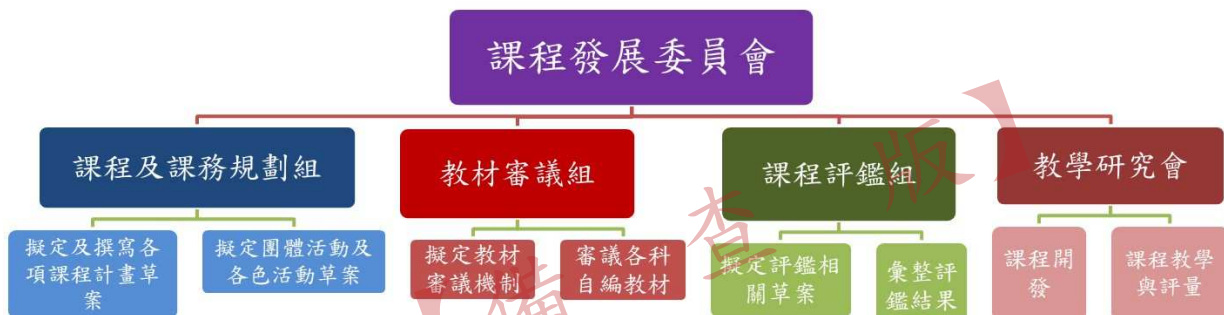 課程發展委員會
課程及課務規劃組
教材審議組
課程評鑑組
教學研究會
擬定及撰寫各
項課程計畫草
案
擬定團體活動及
各色活動草案
擬定教材
審議機制
審議各科
自編教材
擬定評鑑相
關草案
彙整評
鑑結果
課程開
發
課程教學
與評量
【備查版】